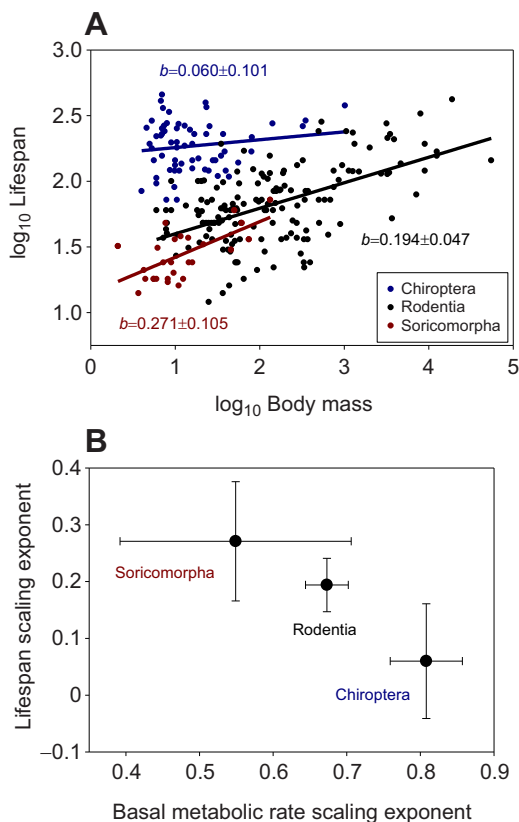 A
b=0.060±0.101
3.0
2.5
2.0
1.5
1.0
log10 Lifespan
b=0.194±0.047
b=0.271±0.105
Chiroptera
Rodentia
Soricomorpha
0 1 2 3 4 5
log10 Body mass
B
0.4
0.3
0.2
0.1
0
–0.1
Lifespan scaling exponent
Soricomorpha
Rodentia
Chiroptera
0.4 0.5 0.6 0.7 0.8 0.9
Basal metabolic rate scaling exponent